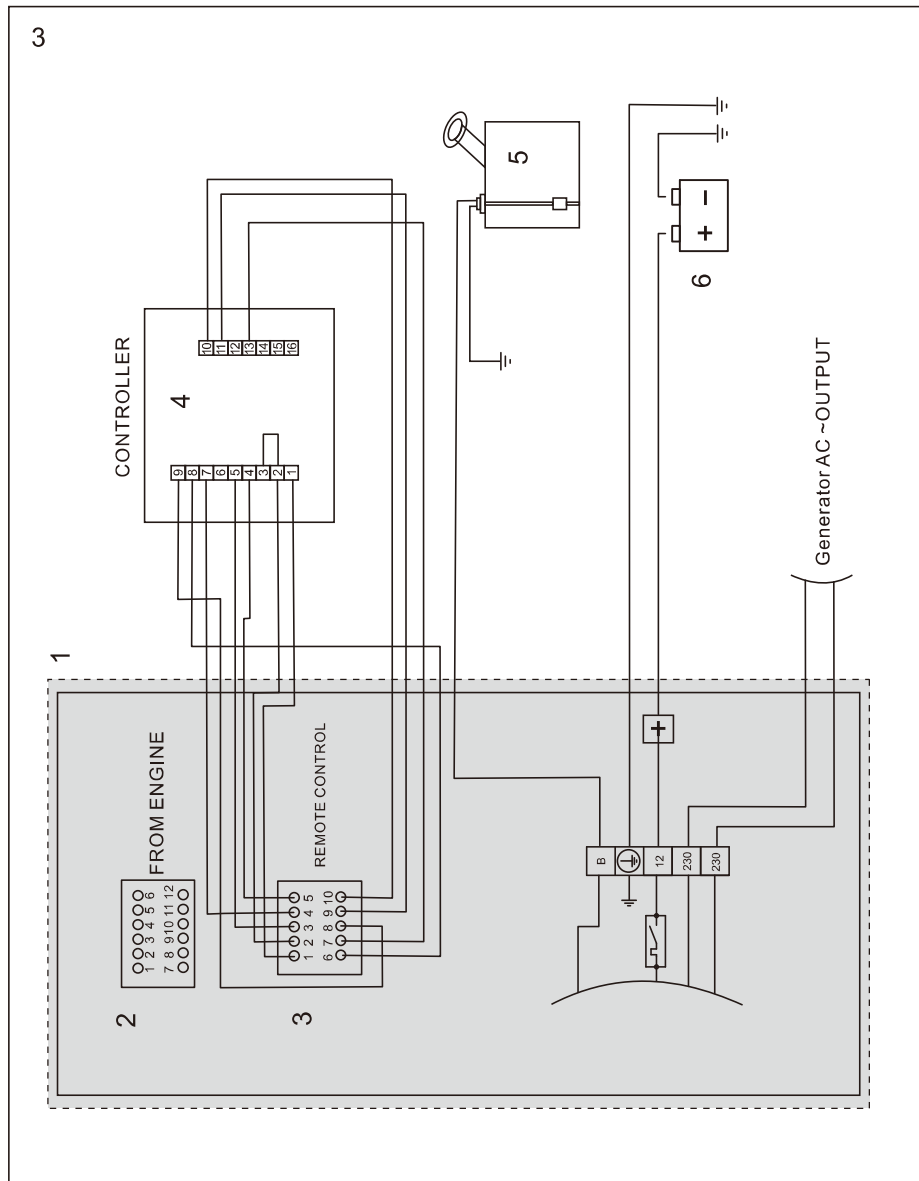 3
CONTROLLER
4
10 11 12 13 14 15 16
9 8 7 6 5 4 3 2 1
5
− +
6
Generator AC ~OUTPUT
1
FROM ENGINE
1 2 3 4 5 6
7 8 9 10 11 12
2
REMOTE CONTROL
1 2 3 4 5
6 7 8 9 10
3
+
B
12
230
230